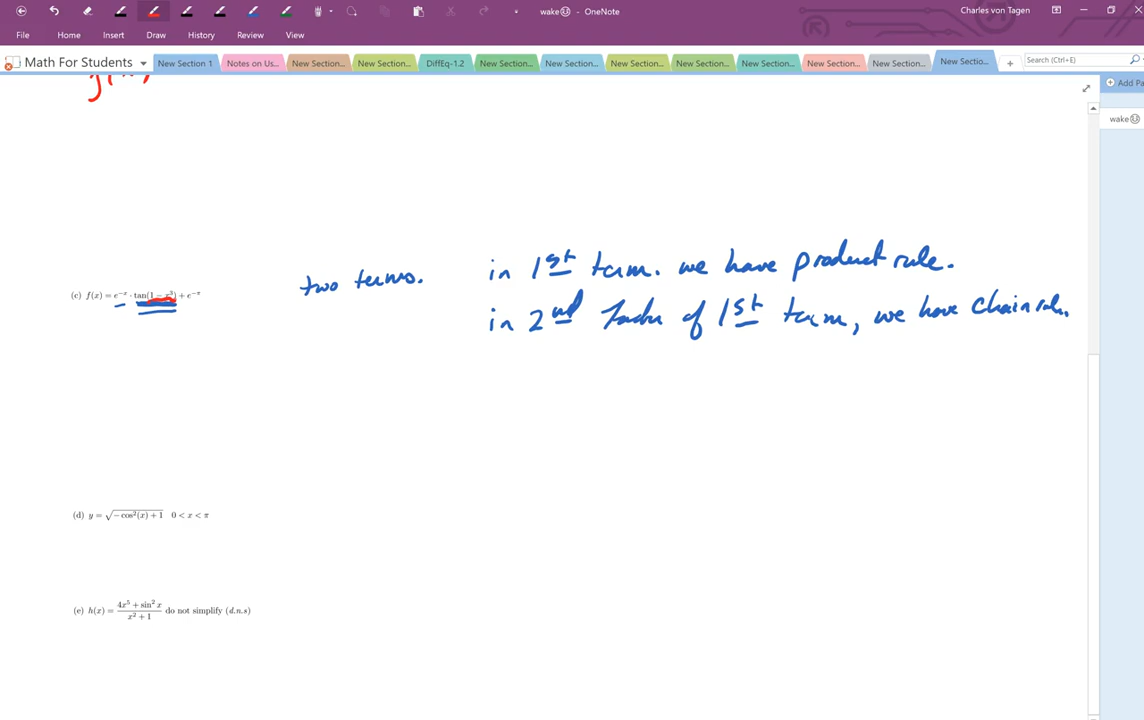 wake☺ - OneNote
Charles von Tagen
File Home Insert Draw History Review View
Math For Students
New Section 1 Notes on Us... New Section... New Section... DiffEq-1.2 New Section... New Section... New Section... New Section... New Section... New Section... New Section... New Sectio...
Search (Ctrl+E)
Add Pa
wake☺
in 1st term. we have product rule.
two terms.
(c) f(x) = e^{-x} · tan(1 − x³) + e^{-π}
in 2nd factor of 1st term, we have chain rule.
(d) y = √(− cos²(x) + 1) 0 < x < π
(e) h(x) = (4x⁵ + sin² x)/(x² + 1) do not simplify (d.n.s)